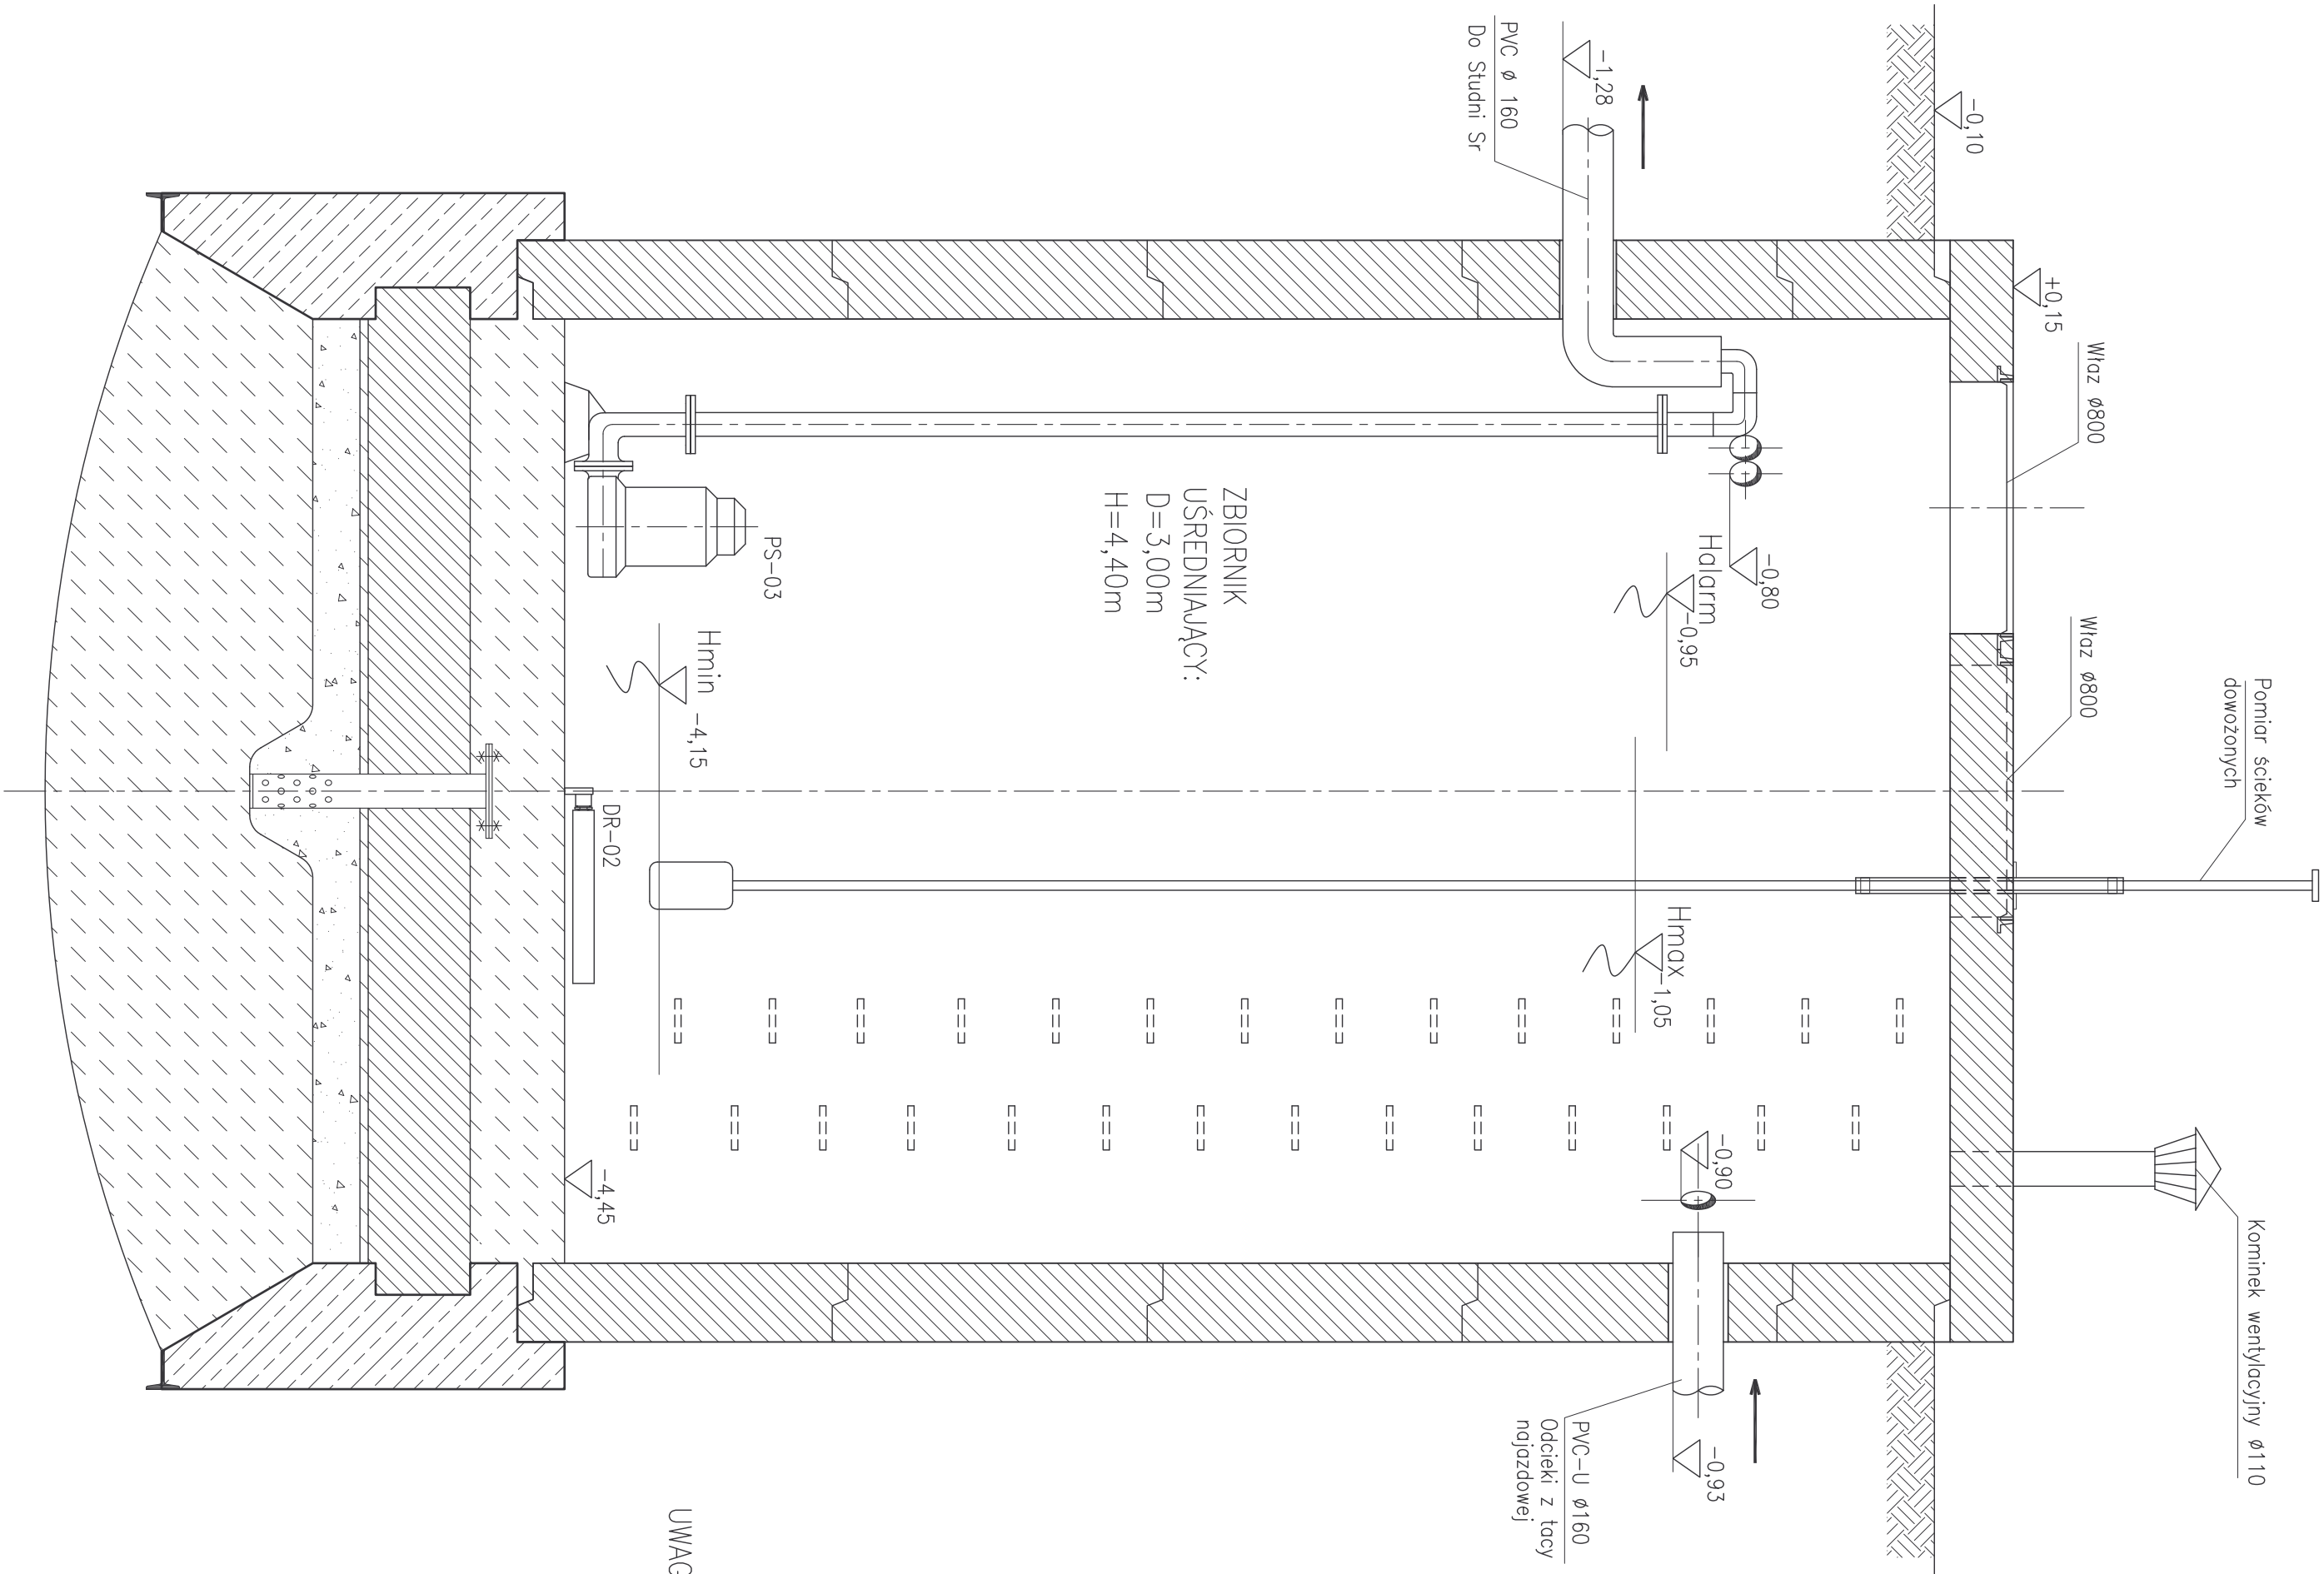 Pomiar ścieków
dowożonych
Kominek wentylacyjny ø110
Właz ø800
Właz ø800
+0,15
-0,10
-0,80
Halarm
-0,95
Hmax
-1,05
-0,90
-0,93
-1,28
PVC ø 160
Do Studni Sr
PVC-U ø160
Odcieki z tacy
najazdowej
ZBIORNIK
UŚREDNIAJĄCY:
D=3,00m
H=4,40m
PS-03
Hmin -4,15
DR-02
-4,45
UWAG